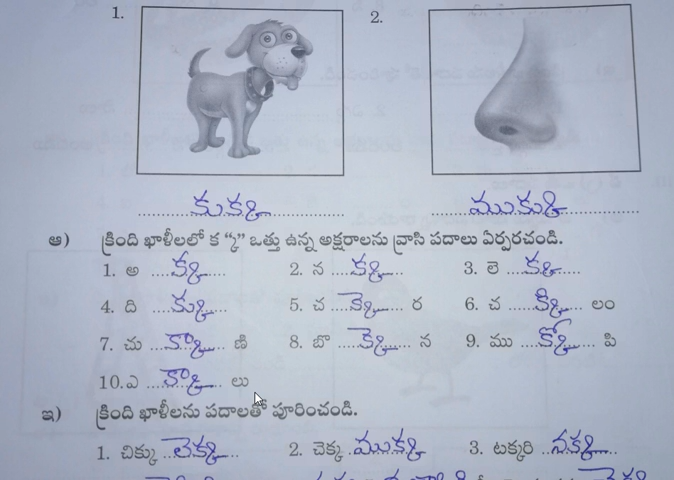 1. 2.
కుక్క ముక్కు
ఆ) క్రింది ఖాళీలలో క “క్క” ఒత్తు ఉన్న అక్షరాలను వ్రాసి పదాలు ఏర్పరచండి.
1. అ ....క్క...... 2. న ....క్క.... 3. లె ....క్క....
4. ది ....క్కు.... 5. చ ....క్కె.... ర 6. చ ......క్కి.... లం
7. చు ....క్కా.... ణి 8. బొ ....క్కె.... న 9. ము ....క్కో.... పి
10.ఎ ....క్కా.... లు
ఇ) క్రింది ఖాళీలను పదాలతో పూరించండి.
1. చిక్కు ..లెక్క.... 2. చెక్క .ముక్క 3. టక్కరి ..నక్క....